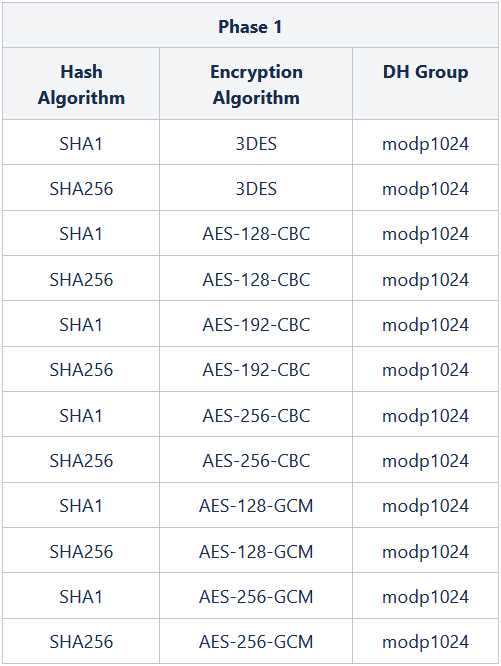 Phase 1
Hash Algorithm Encryption Algorithm DH Group
SHA1 3DES modp1024
SHA256 3DES modp1024
SHA1 AES-128-CBC modp1024
SHA256 AES-128-CBC modp1024
SHA1 AES-192-CBC modp1024
SHA256 AES-192-CBC modp1024
SHA1 AES-256-CBC modp1024
SHA256 AES-256-CBC modp1024
SHA1 AES-128-GCM modp1024
SHA256 AES-128-GCM modp1024
SHA1 AES-256-GCM modp1024
SHA256 AES-256-GCM modp1024